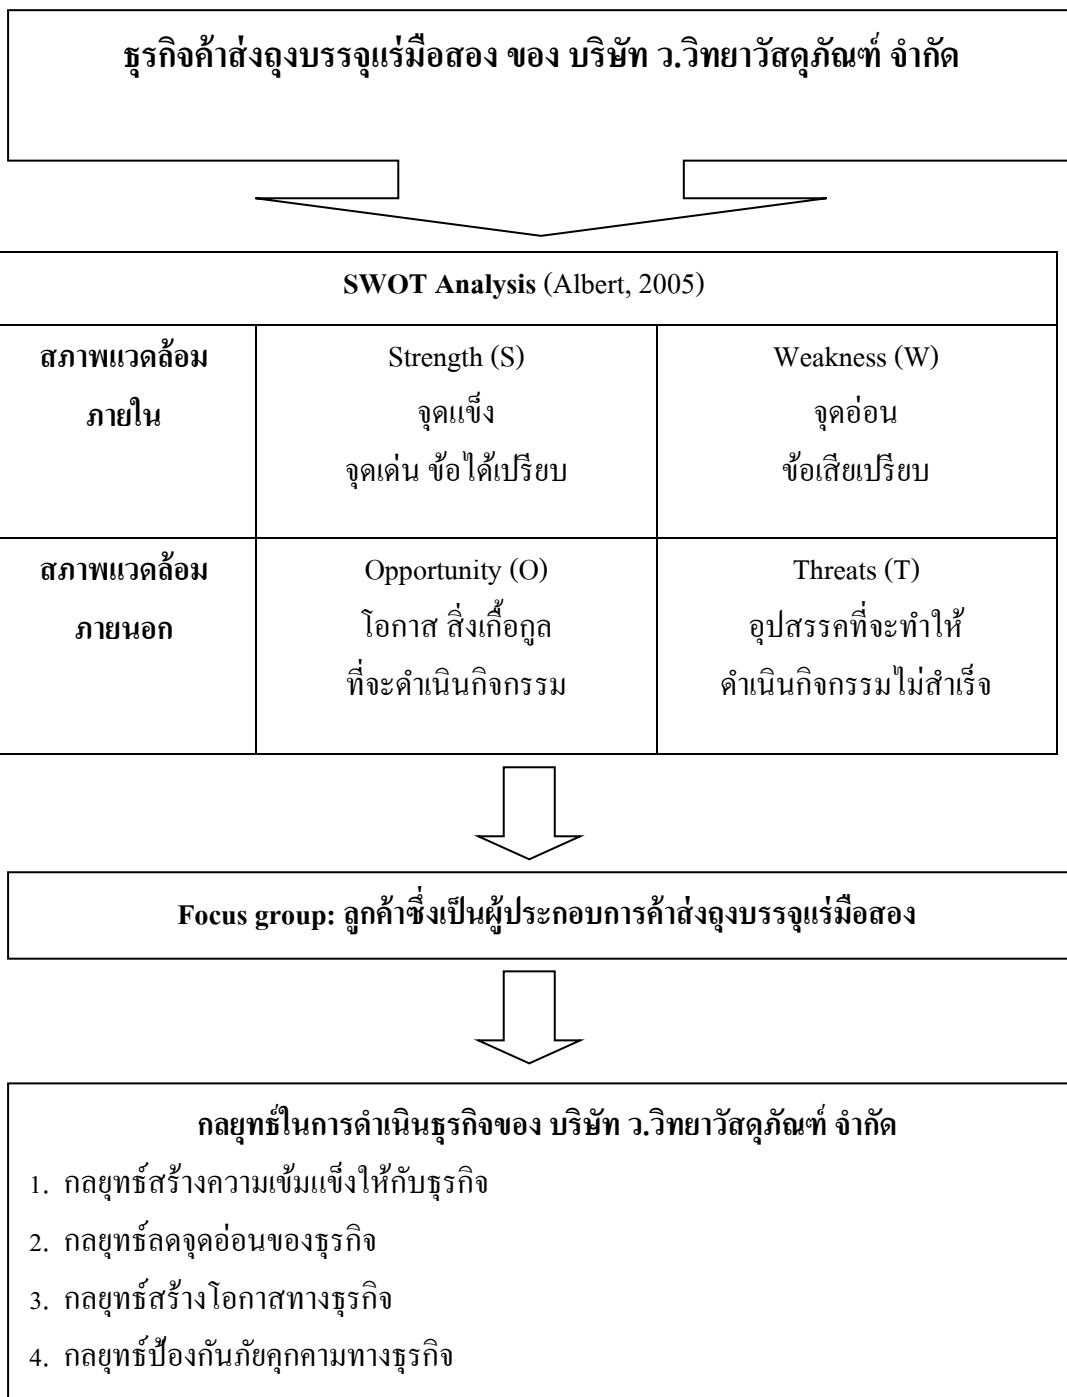 ธุรกิจค้าส่งถุงบรรจุแร่มือสอง ของ บริษัท ว.วิทยาวัสดุภัณฑ์ จำกัด
SWOT Analysis (Albert, 2005)
สภาพแวดล้อม
ภายใน
Strength (S)
จุดแข็ง
จุดเด่น ข้อได้เปรียบ
Weakness (W)
จุดอ่อน
ข้อเสียเปรียบ
สภาพแวดล้อม
ภายนอก
Opportunity (O)
โอกาส สิ่งเกื้อกูล
ที่จะดำเนินกิจกรรม
Threats (T)
อุปสรรคที่จะทำให้
ดำเนินกิจกรรมไม่สำเร็จ
Focus group: ลูกค้าซึ่งเป็นผู้ประกอบการค้าส่งถุงบรรจุแร่มือสอง
กลยุทธ์ในการดำเนินธุรกิจของ บริษัท ว.วิทยาวัสดุภัณฑ์ จำกัด
1. กลยุทธ์สร้างความเข้มแข็งให้กับธุรกิจ
2. กลยุทธ์ลดจุดอ่อนของธุรกิจ
3. กลยุทธ์สร้างโอกาสทางธุรกิจ
4. กลยุทธ์ป้องกันภัยคุกคามทางธุรกิจ